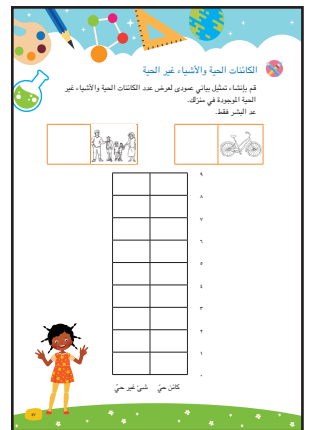 الكائنات الحية والأشياء غير الحية
قم بإنشاء تمثيل بياني عمودي لعرض عدد الكائنات الحية والأشياء غير
الحية الموجودة في منزلك.
عد البشر فقط.
٩
٨
٧
٦
٥
٤
٣
٢
١
٠
كائن حيّ شيئ غير حيّ